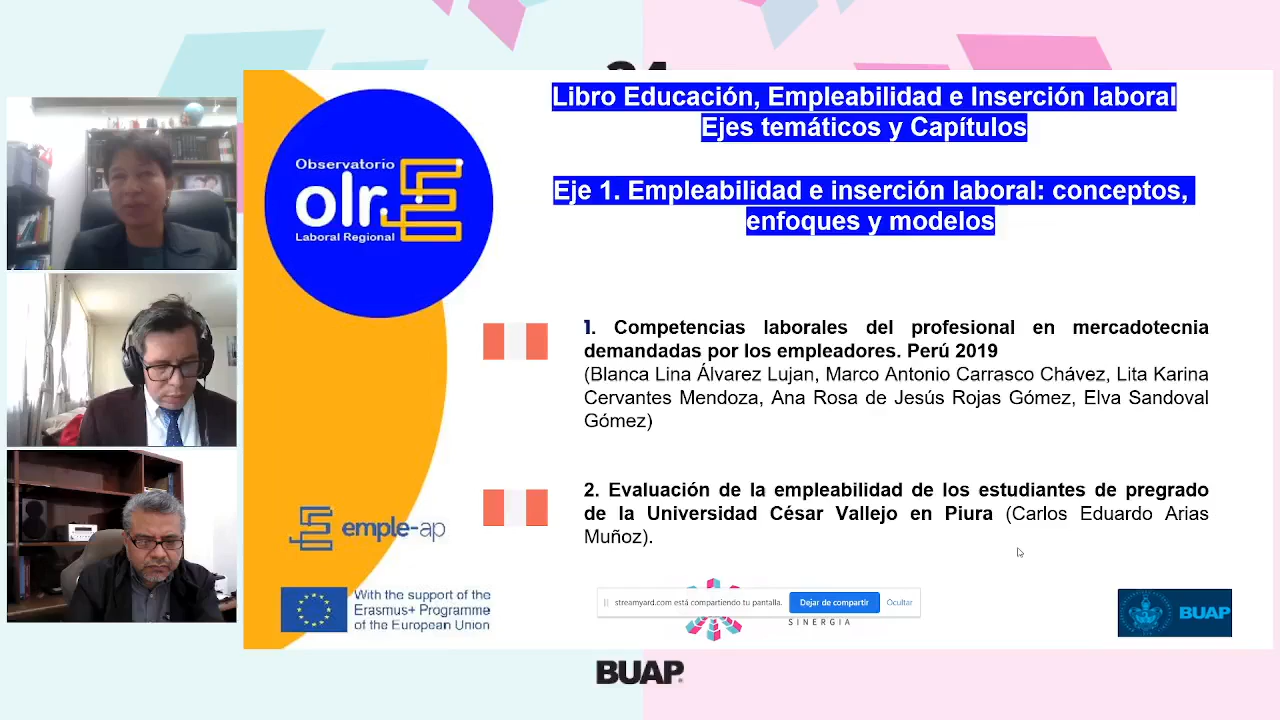 Libro Educación, Empleabilidad e Inserción laboral
Ejes temáticos y Capítulos
Eje 1. Empleabilidad e inserción laboral: conceptos,
enfoques y modelos
Observatorio
olr.
Laboral Regional
1. Competencias laborales del profesional en mercadotecnia
demandadas por los empleadores. Perú 2019
(Blanca Lina Álvarez Lujan, Marco Antonio Carrasco Chávez, Lita Karina
Cervantes Mendoza, Ana Rosa de Jesús Rojas Gómez, Elva Sandoval
Gómez)
2. Evaluación de la empleabilidad de los estudiantes de pregrado
de la Universidad César Vallejo en Piura (Carlos Eduardo Arias
Muñoz).
emple-ap
With the support of the
Erasmus+ Programme
of the European Union
streamyard.com está compartiendo tu pantalla.
Dejar de compartir
Ocultar
SINERGIA
BUAP
BUAP